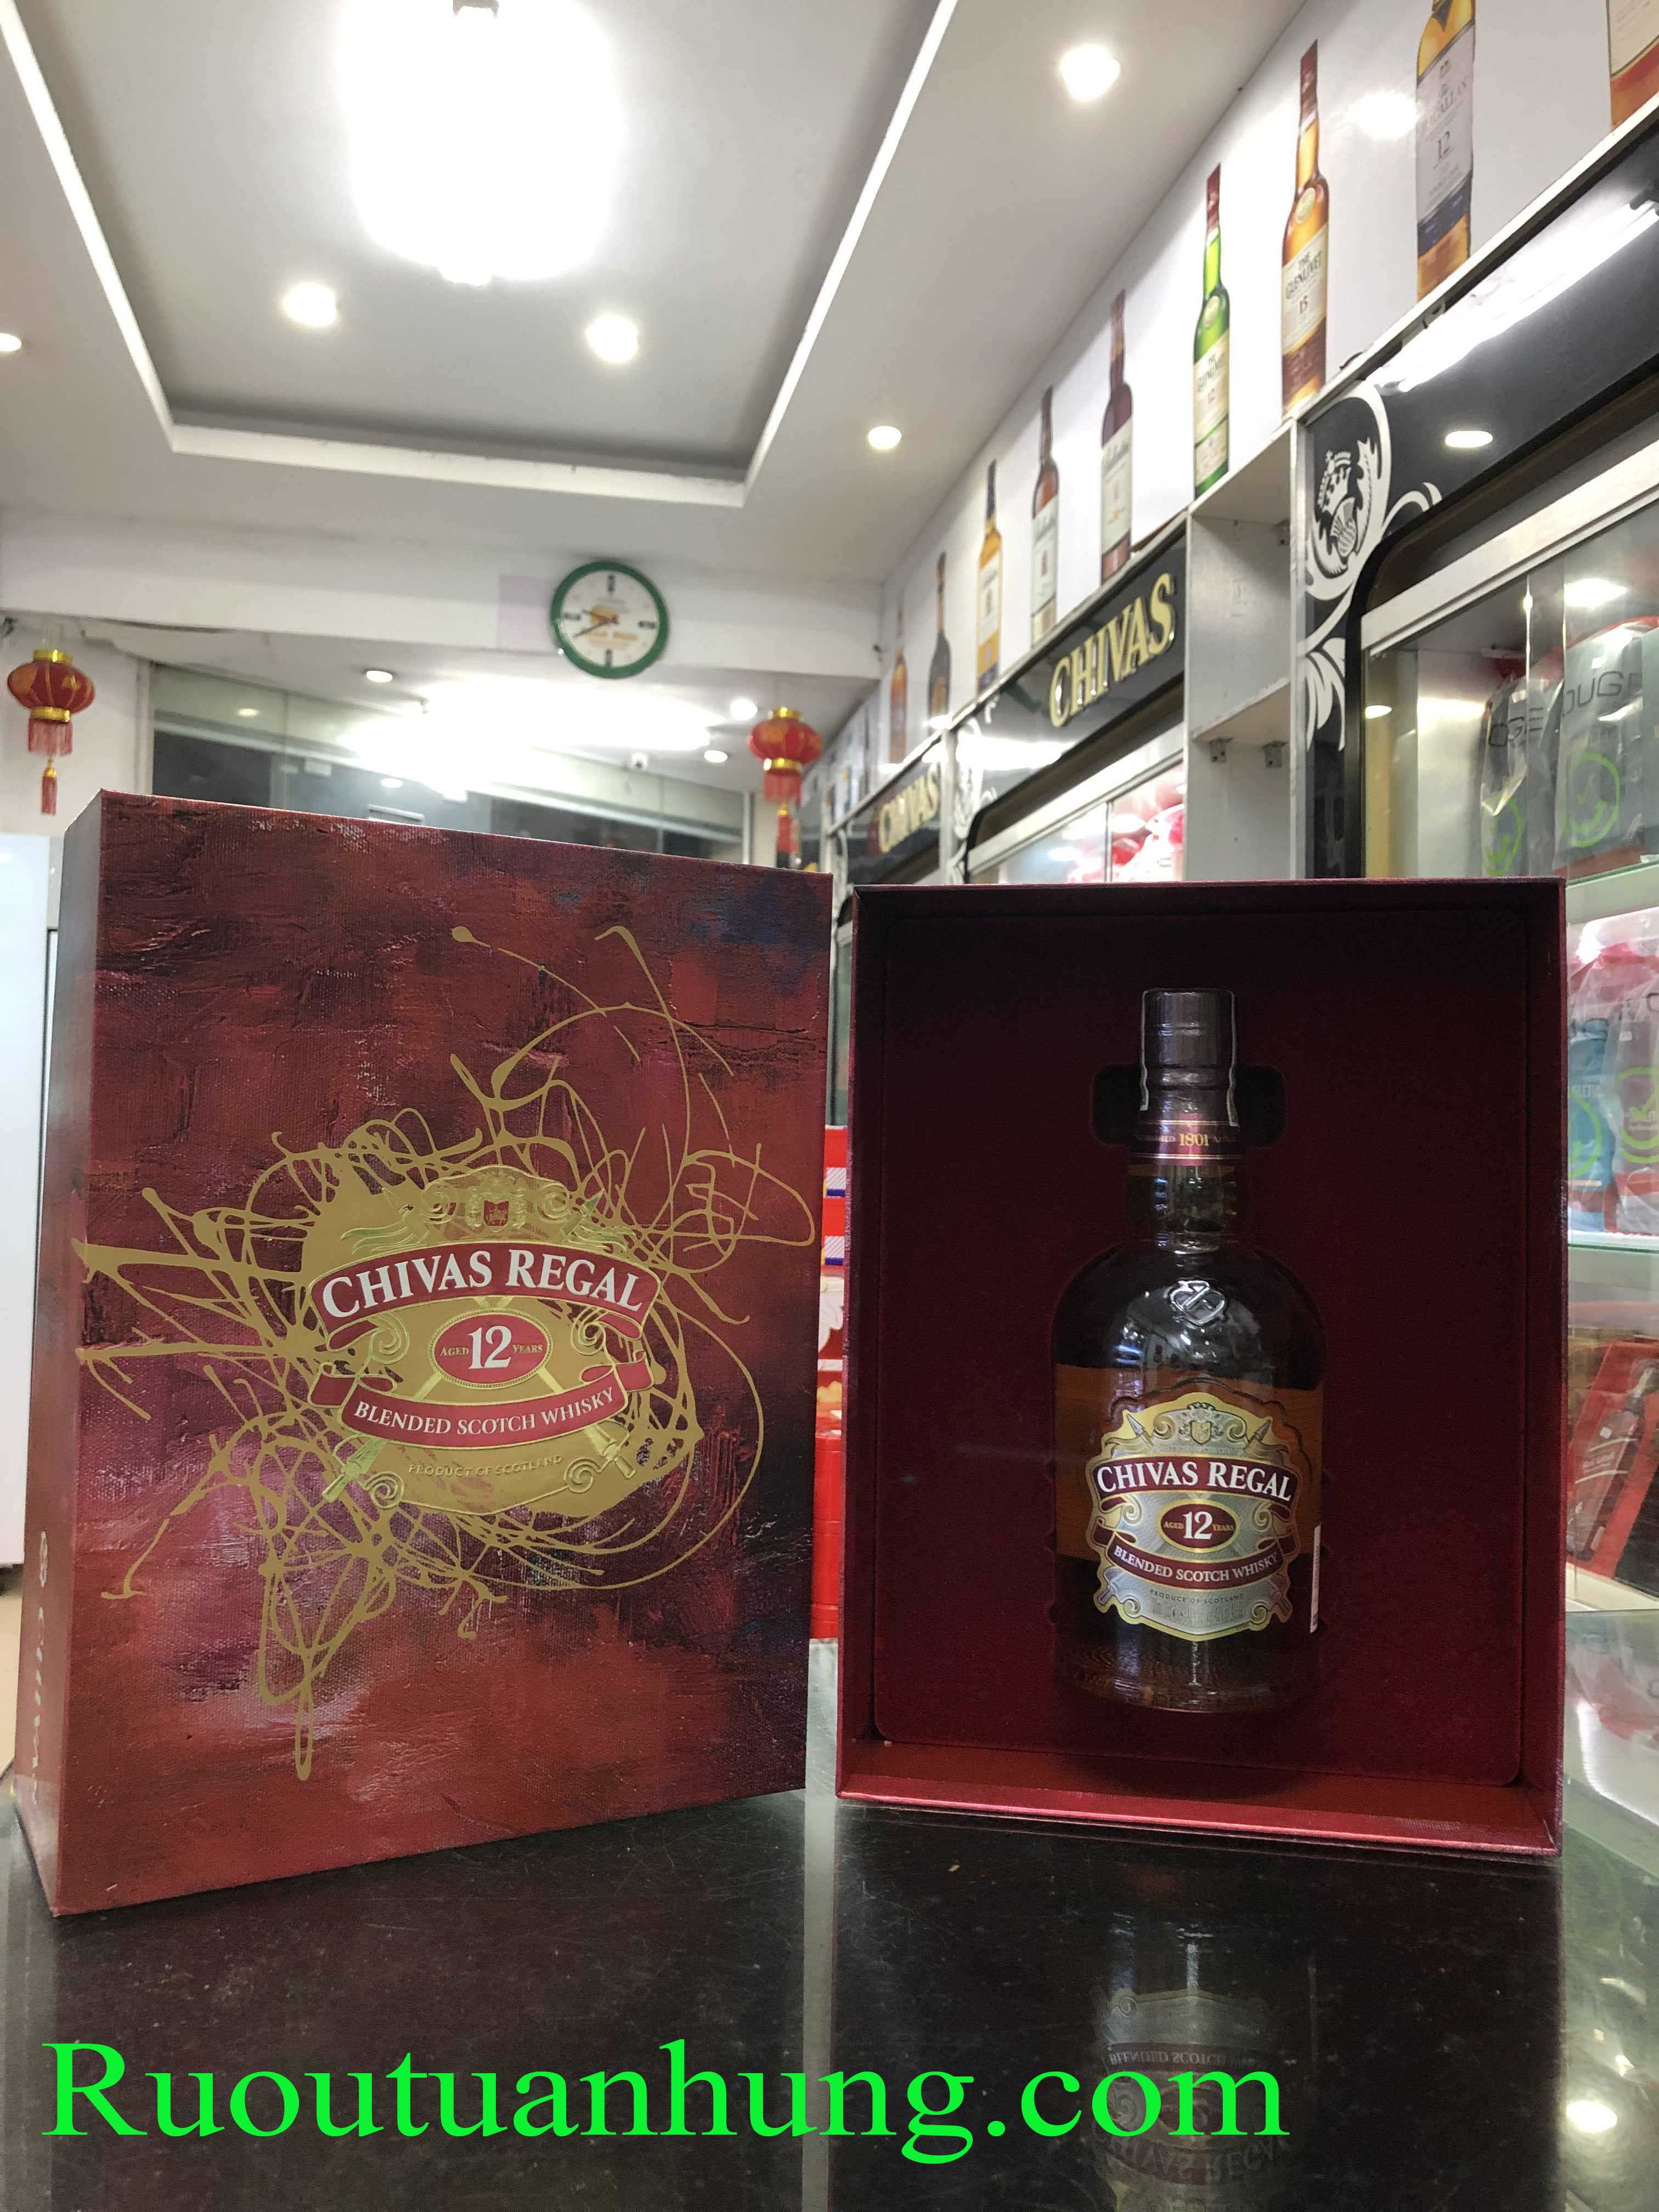 12
THE
GLENLIVET
15
THE
GLENLIVET
CHIVAS
CHIVAS
1801
CHIVAS REGAL
AGED 12 YEARS
BLENDED SCOTCH WHISKY
PRODUCT OF SCOTLAND
CHIVAS REGAL
AGED 12 YEARS
BLENDED SCOTCH WHISKY
PRODUCT OF SCOTLAND
Ruoutuanhung.com